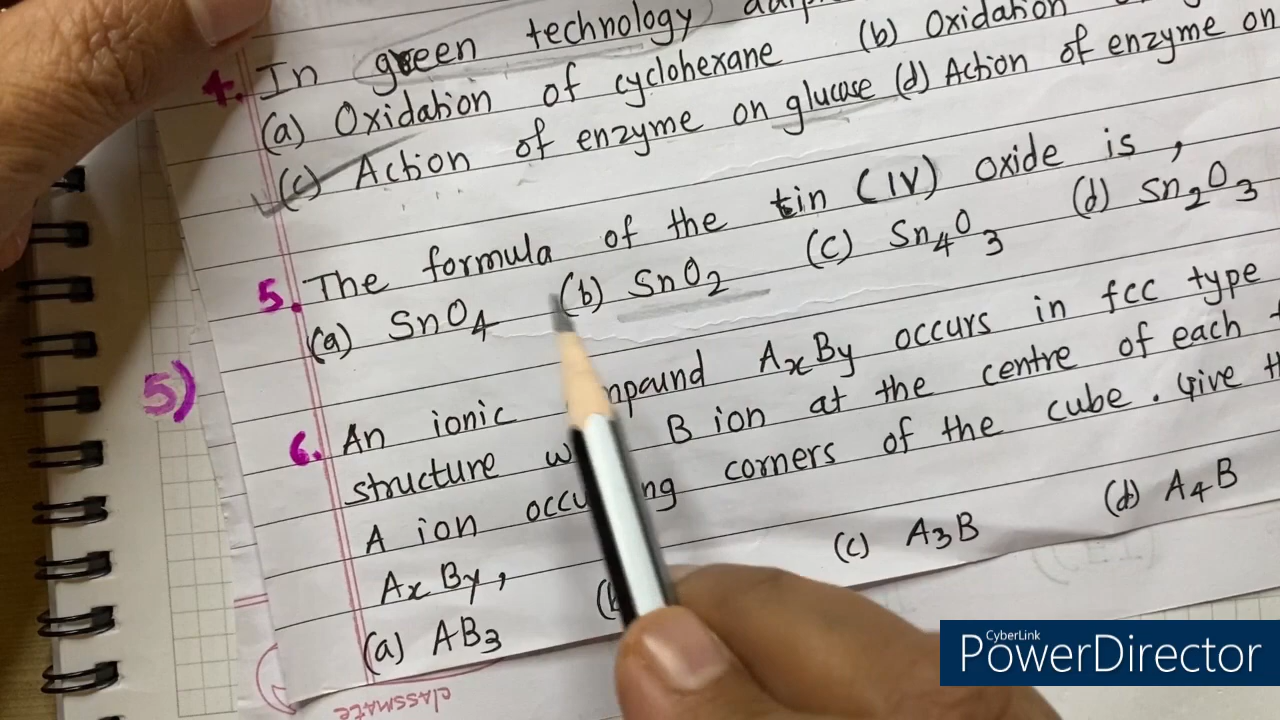 4. In green technology
(a) Oxidation of cyclohexane (b) Oxidation
(c) Action of enzyme on glucose (d) Action of enzyme on
5. The formula of the tin (IV) oxide is,
(a) SnO4 (b) SnO2 (c) Sn4O3 (d) Sn2O3
5)
6. An ionic AxBy occurs in fcc type
structure B ion at the centre of each
A ion corners of the cube. Give
AxBy,
(a) AB3 (c) A3B (d) A4B
classmate
CyberLink
PowerDirector